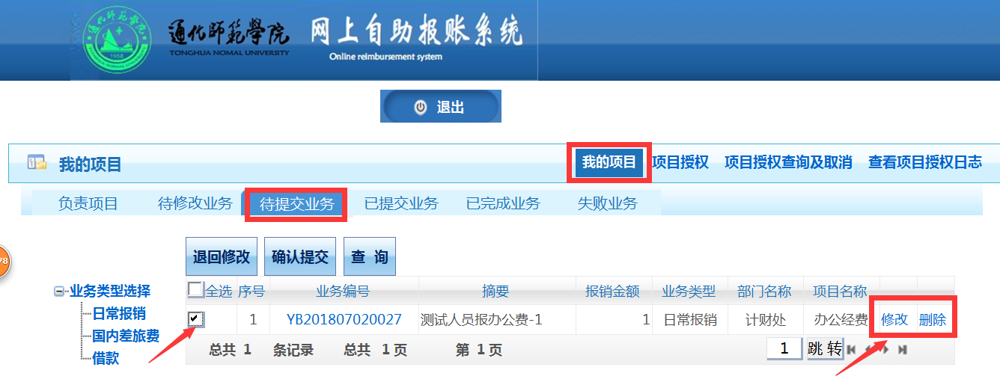 通化師範學院
TONGHUA NOMAL UNIVERSITY
1958
网上自助报账系统
Online reimbursement system
退出
我的项目
我的项目 项目授权 项目授权查询及取消 查看项目授权日志
负责项目 待修改业务 待提交业务 已提交业务 已完成业务 失败业务
78
退回修改 确认提交 查 询
业务类型选择
日常报销
国内差旅费
借款
全选 序号 业务编号 摘要 报销金额 业务类型 部门名称 项目名称
1 YB201807020027 测试人员报办公费-1 1 日常报销 计财处 办公经费 修改 删除
总共 1 条记录 总共 1 页 第 1 页 1 跳 转